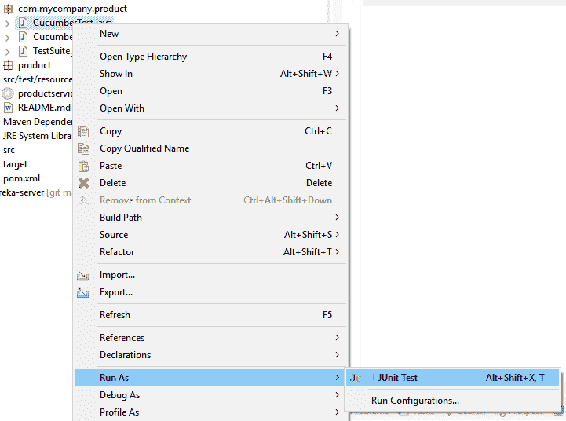 com.mycompany.product
CucumberTest.java
Cucumbe
TestSuite
product
src/test/resource
productservi
README.md
Maven Depender
JRE System Libra
src
target
pom.xml
reka-server [git m
New
Open Type Hierarchy F4
Show In Alt+Shift+W
Open F3
Open With
Copy Ctrl+C
Copy Qualified Name
Paste Ctrl+V
Delete Delete
Remove from Context Ctrl+Alt+Shift+Down
Build Path
Source Alt+Shift+S
Refactor Alt+Shift+T
Import...
Export...
Refresh F5
References
Declarations
Run As
Debug As
Profile As
1 JUnit Test Alt+Shift+X, T
Run Configurations...